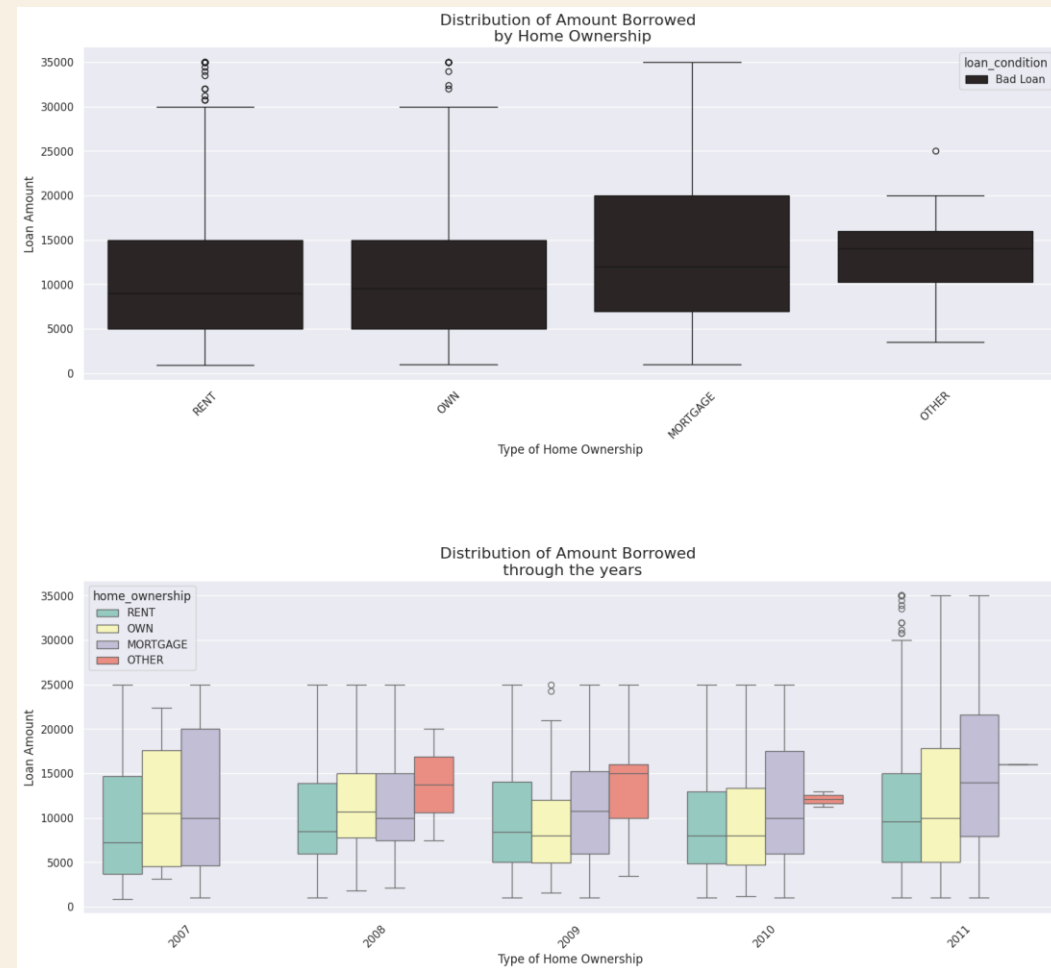 Distribution of Amount Borrowed
by Home Ownership
35000
30000
25000
20000
15000
10000
5000
0
Loan Amount
loan_condition
Bad Loan
RENT
OWN
MORTGAGE
OTHER
Type of Home Ownership
Distribution of Amount Borrowed
through the years
35000
30000
25000
20000
15000
10000
5000
0
Loan Amount
home_ownership
RENT
OWN
MORTGAGE
OTHER
2007
2008
2009
2010
2011
Type of Home Ownership